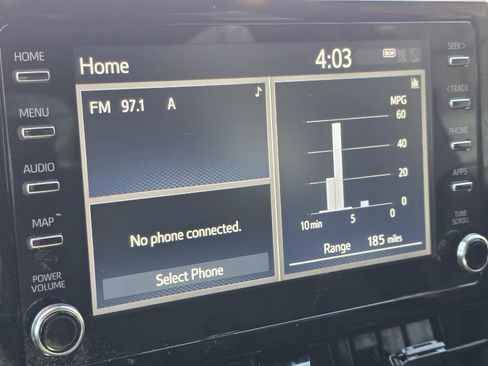 HOME
MENU
AUDIO
MAP
POWER
VOLUME
Home
DCM
4:03
FM 97.1 A
No phone connected.
Select Phone
MPG
60
40
20
0
10 min 5 0
Range 185 miles
SEEK>
<TRACK
PHONE
APPS
TUNE
SCROLL